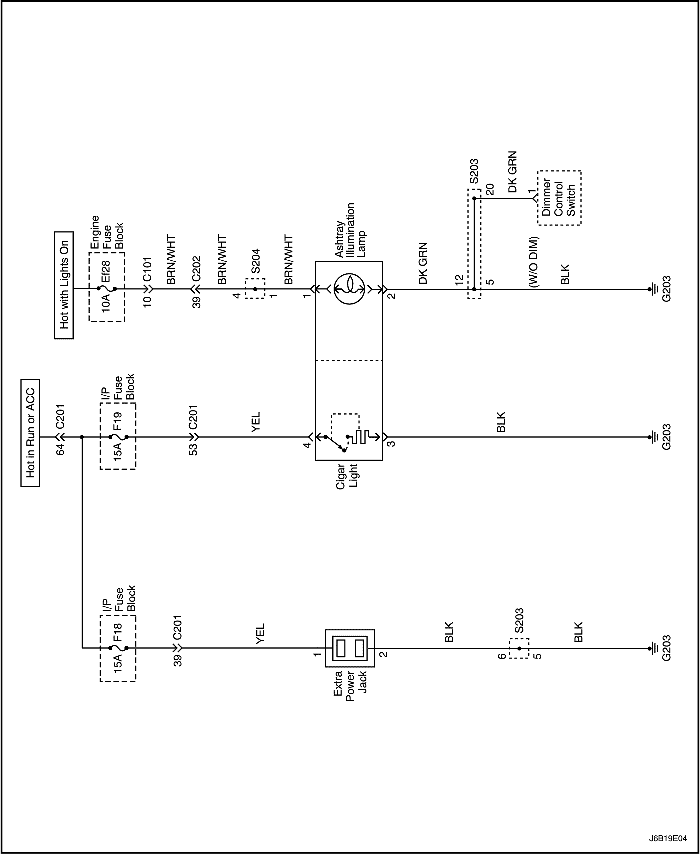 Hot in Run or ACC
Hot with Lights On
64
C201
I/P
Fuse
Block
15A
F18
I/P
Fuse
Block
15A
F19
Engine
Fuse
Block
10A
Ef28
39
C201
53
C201
10
C101
BRN/WHT
39
C202
BRN/WHT
4
S204
1
BRN/WHT
YEL
YEL
1
Extra
Power
Jack
2
4
Cigar
Light
3
1
Ashtray
Illumination
Lamp
2
BLK
6
S203
5
BLK
G203
BLK
G203
DK GRN
12
S203
20
DK GRN
1
Dimmer
Control
Switch
5
(W/O DIM)
BLK
G203
J6B19E04